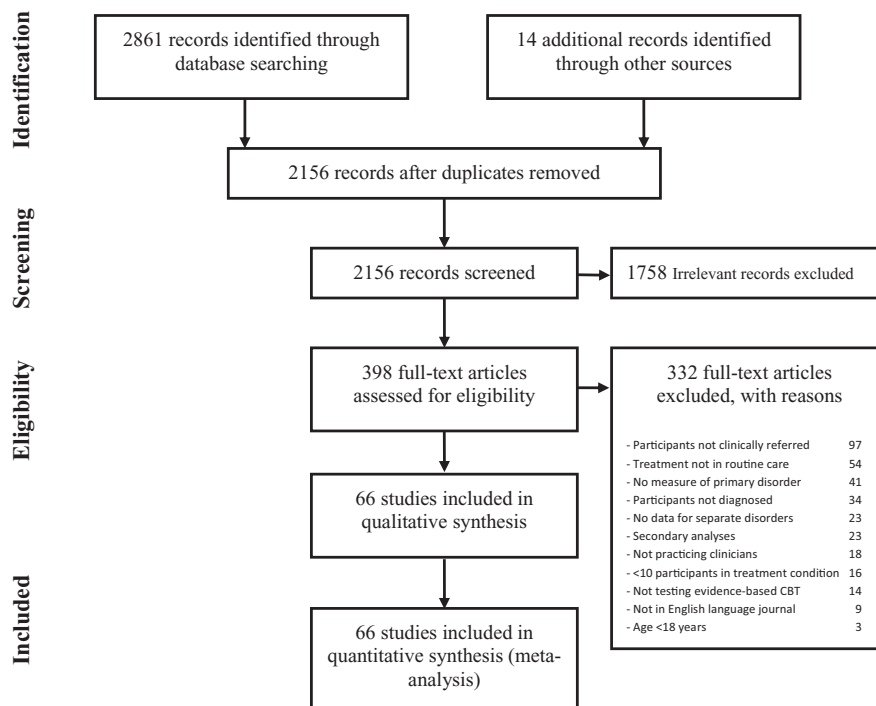 Identification
2861 records identified through
database searching
14 additional records identified
through other sources
2156 records after duplicates removed
Screening
2156 records screened
1758 Irrelevant records excluded
Eligibility
398 full-text articles
assessed for eligibility
332 full-text articles
excluded, with reasons
- Participants not clinically referred 97
- Treatment not in routine care 54
- No measure of primary disorder 41
- Participants not diagnosed 34
- No data for separate disorders 23
- Secondary analyses 23
- Not practicing clinicians 18
- <10 participants in treatment condition 16
- Not testing evidence-based CBT 14
- Not in English language journal 9
- Age <18 years 3
66 studies included in
qualitative synthesis
Included
66 studies included in
quantitative synthesis (meta-
analysis)